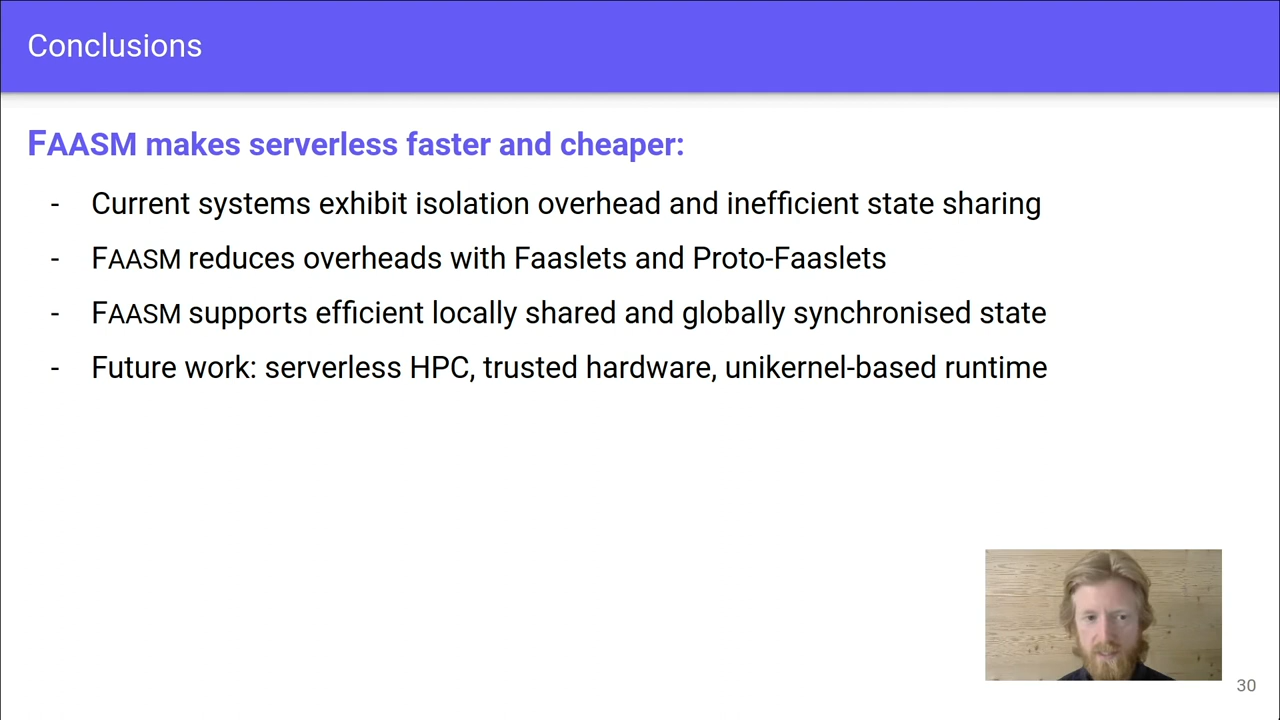 Conclusions
FAASM makes serverless faster and cheaper:
- Current systems exhibit isolation overhead and inefficient state sharing
- FAASM reduces overheads with Faaslets and Proto-Faaslets
- FAASM supports efficient locally shared and globally synchronised state
- Future work: serverless HPC, trusted hardware, unikernel-based runtime
30